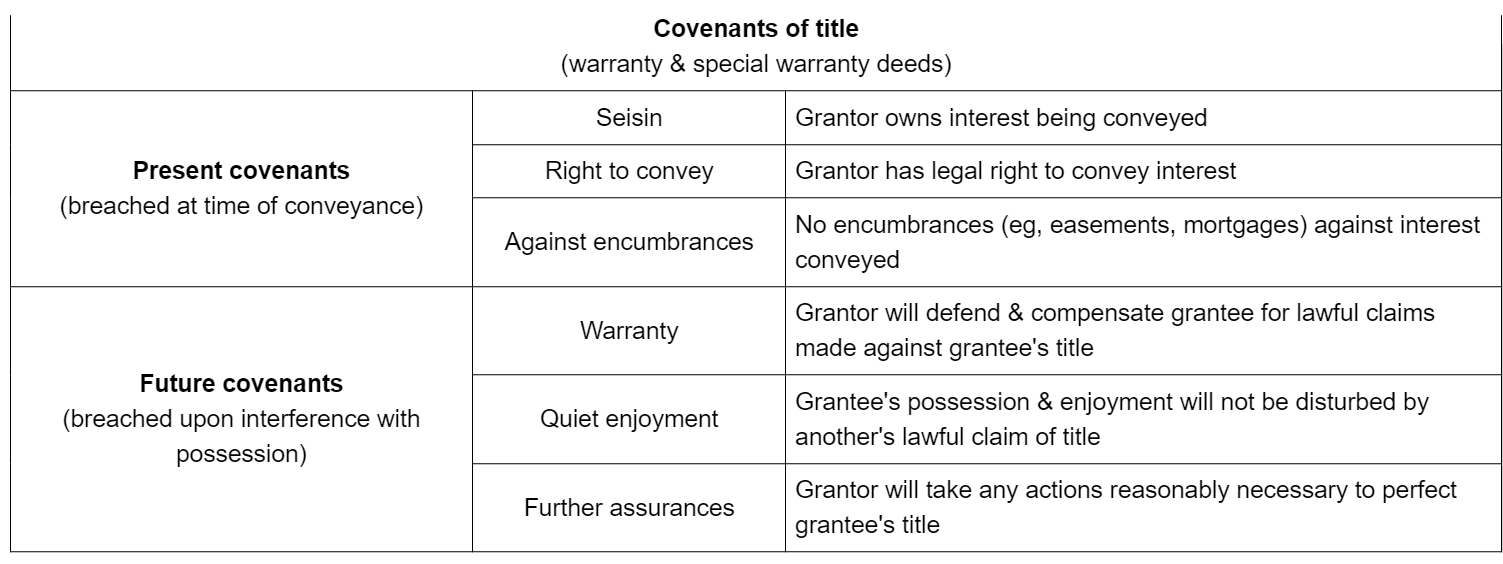 Covenants of title
(warranty & special warranty deeds)
Present covenants
(breached at time of conveyance)
Seisin
Grantor owns interest being conveyed
Right to convey
Grantor has legal right to convey interest
Against encumbrances
No encumbrances (eg, easements, mortgages) against interest
conveyed
Future covenants
(breached upon interference with
possession)
Warranty
Grantor will defend & compensate grantee for lawful claims
made against grantee's title
Quiet enjoyment
Grantee's possession & enjoyment will not be disturbed by
another's lawful claim of title
Further assurances
Grantor will take any actions reasonably necessary to perfect
grantee's title